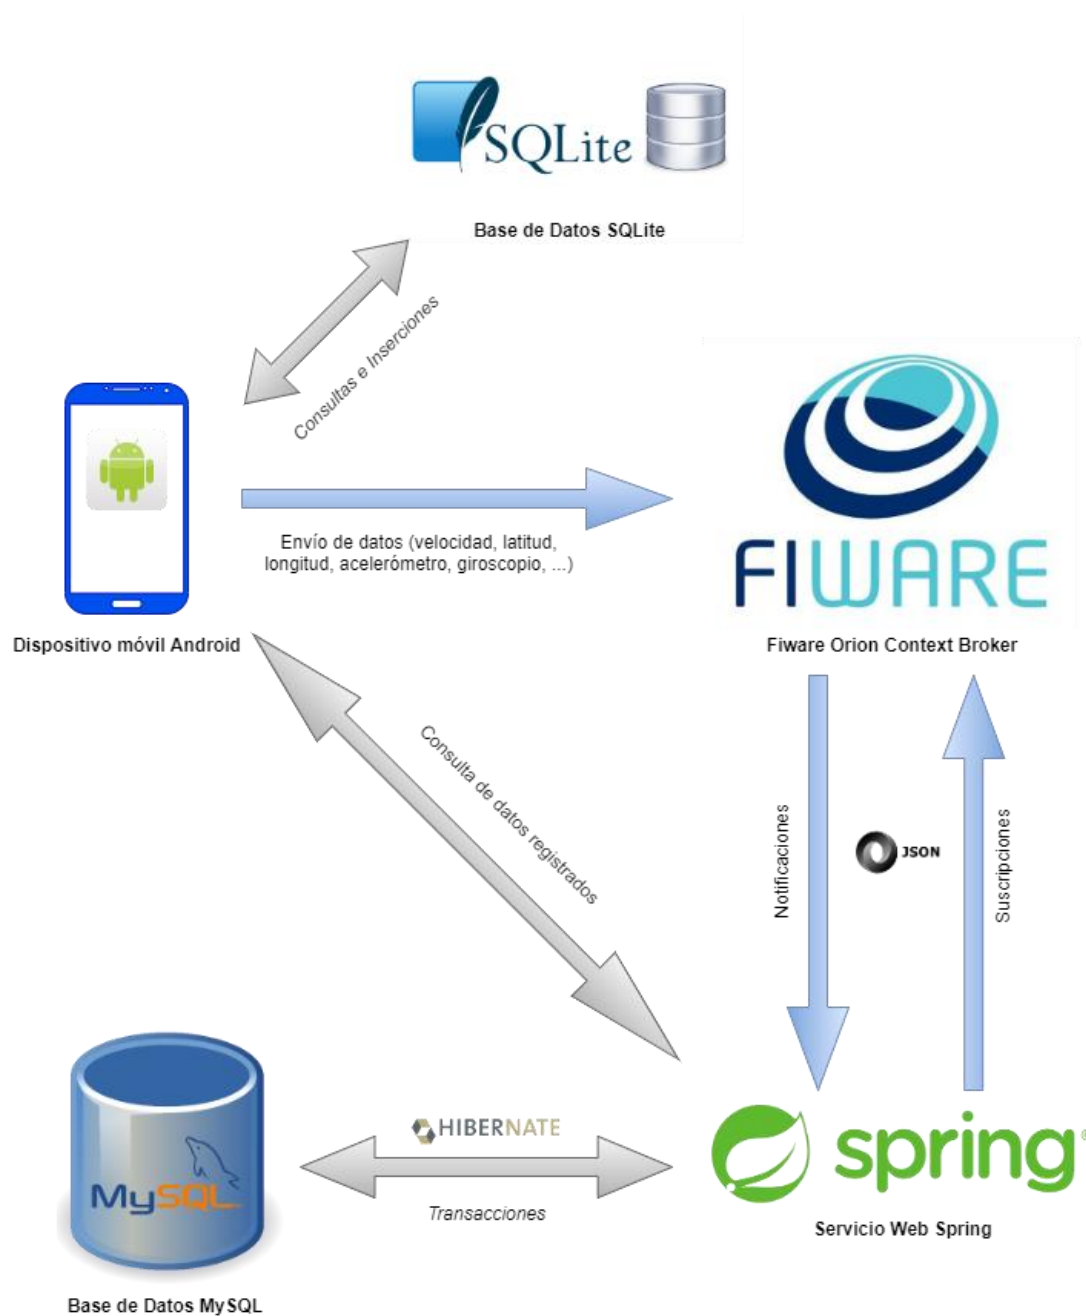 SQLite
Base de Datos SQLite
Consultas e Inserciones
Envío de datos (velocidad, latitud,
longitud, acelerómetro, giroscopio, ...)
FIWARE
Dispositivo móvil Android
Fiware Orion Context Broker
Consulta de datos registrados
Notificaciones
JSON
Suscripciones
HIBERNATE
Transacciones
MySQL
spring
Servicio Web Spring
Base de Datos MySQL